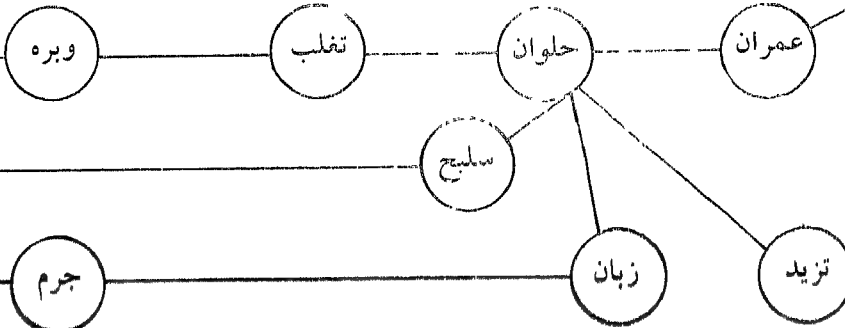 عمران
حلوان
تغلب
وبره
سليح
تزيد
زبان
جرم